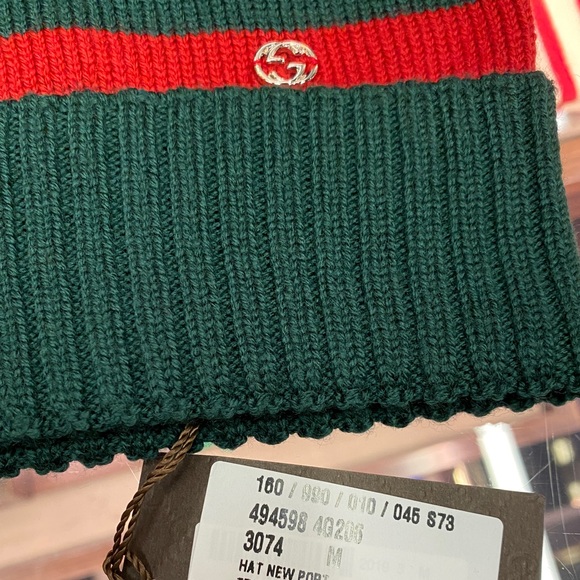 160 / 990 / 010 / 045 S73
494598 4G206
3074 M
HAT NEW PORT